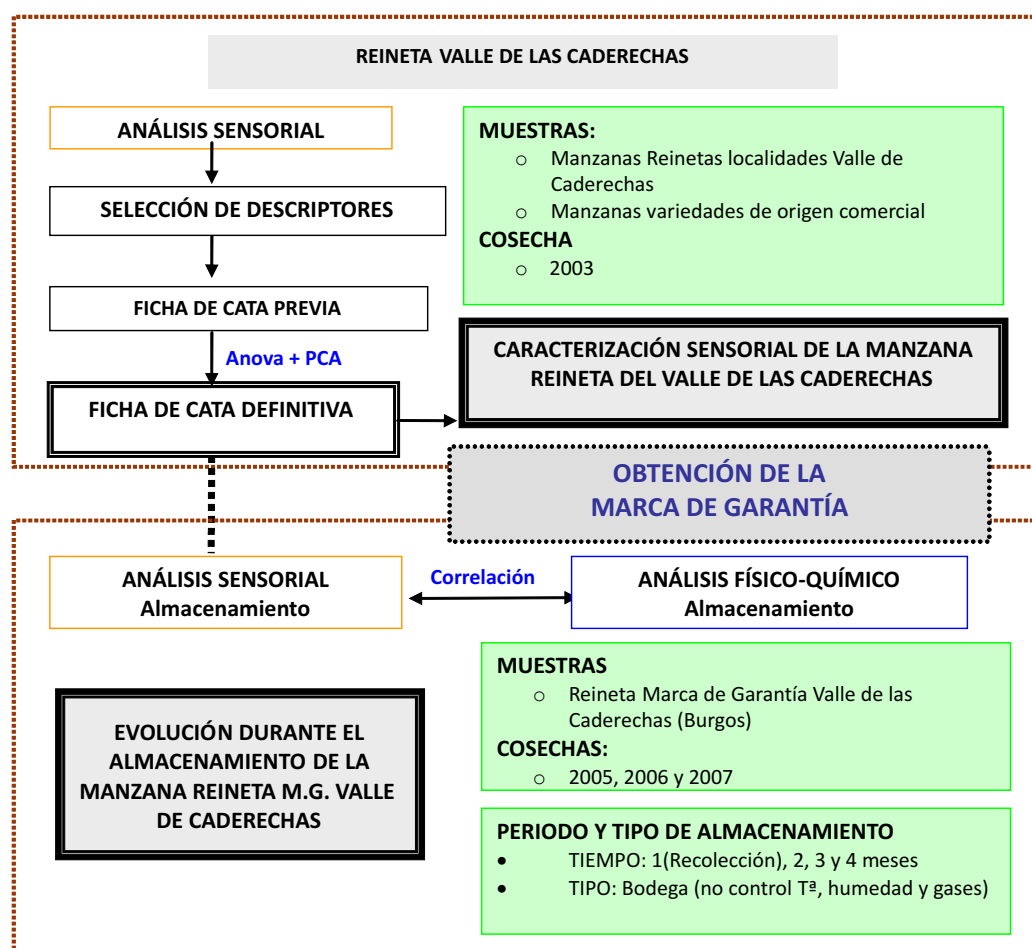 REINETA VALLE DE LAS CADERECHAS
ANÁLISIS SENSORIAL
SELECCIÓN DE DESCRIPTORES
FICHA DE CATA PREVIA
Anova + PCA
FICHA DE CATA DEFINITIVA
MUESTRAS:
o Manzanas Reinetas localidades Valle de
Caderechas
o Manzanas variedades de origen comercial
COSECHA
o 2003
CARACTERIZACIÓN SENSORIAL DE LA MANZANA
REINETA DEL VALLE DE LAS CADERECHAS
OBTENCIÓN DE LA
MARCA DE GARANTÍA
ANÁLISIS SENSORIAL
Almacenamiento
Correlación
ANÁLISIS FÍSICO-QUÍMICO
Almacenamiento
EVOLUCIÓN DURANTE EL
ALMACENAMIENTO DE LA
MANZANA REINETA M.G. VALLE
DE CADERECHAS
MUESTRAS
o Reineta Marca de Garantía Valle de las
Caderechas (Burgos)
COSECHAS:
o 2005, 2006 y 2007
PERIODO Y TIPO DE ALMACENAMIENTO
• TIEMPO: 1(Recolección), 2, 3 y 4 meses
• TIPO: Bodega (no control Tª, humedad y gases)